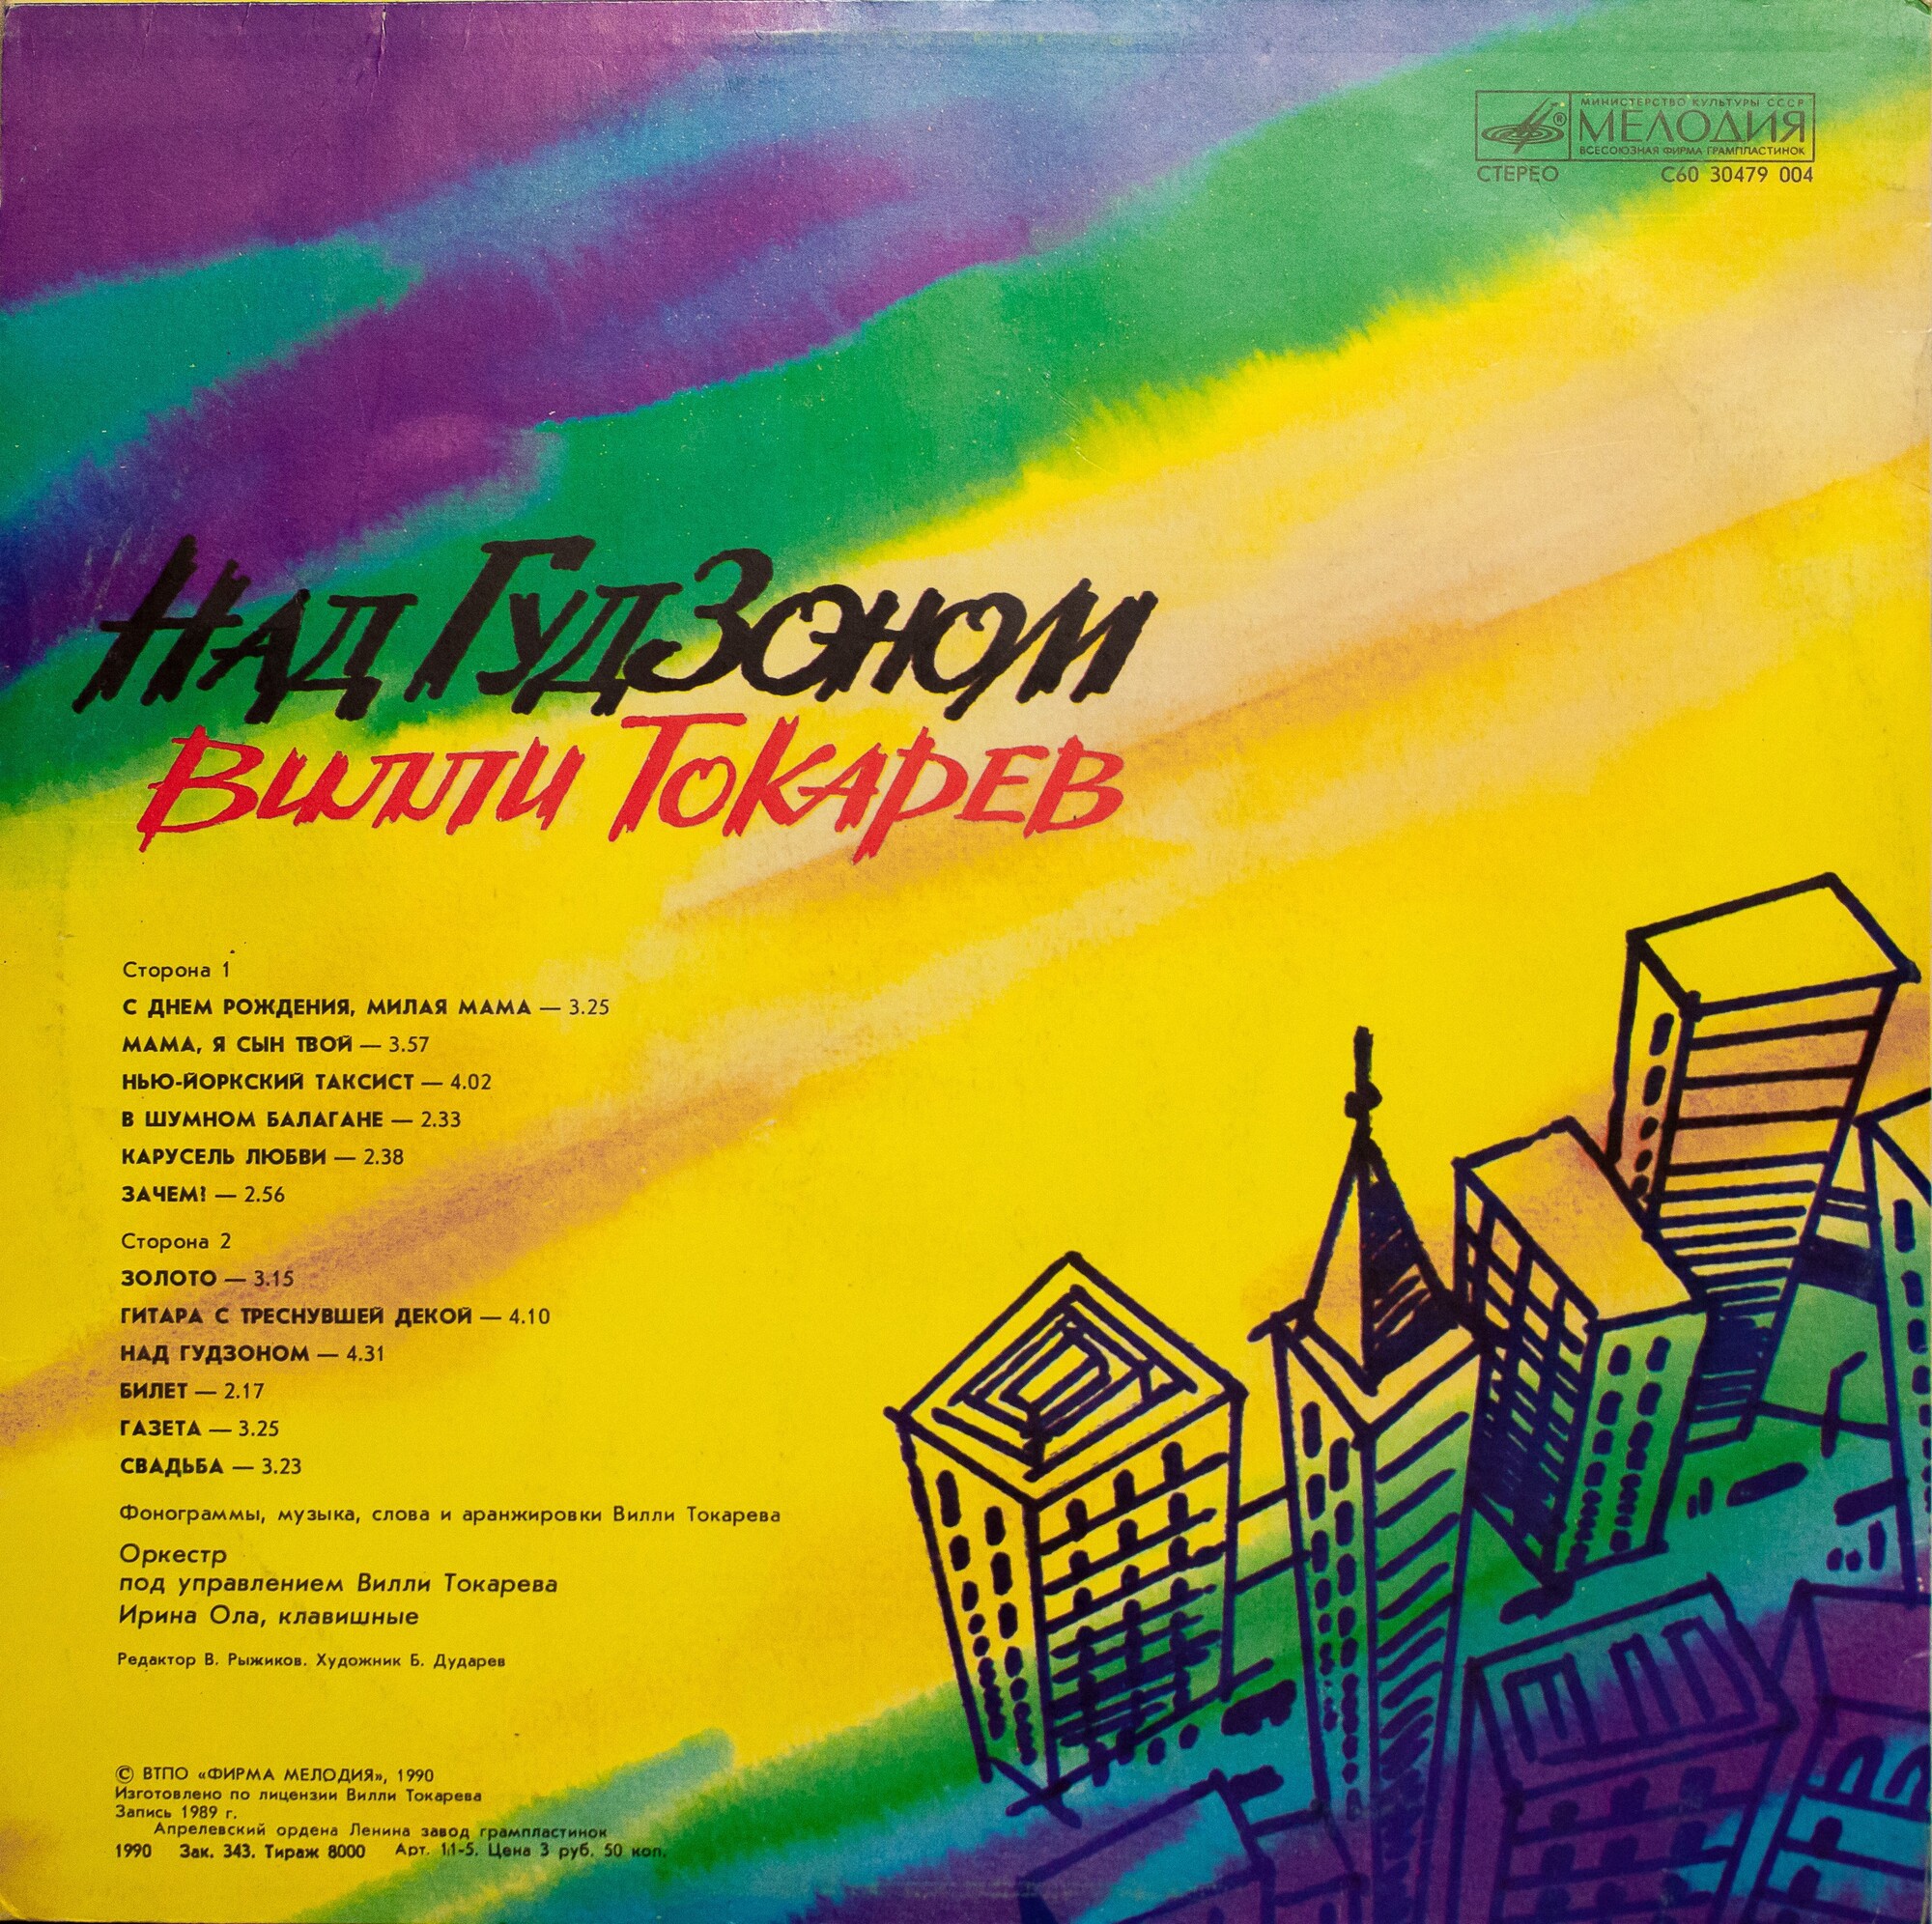 МИНИСТЕРСТВО КУЛЬТУРЫ СССР
МЕЛОДИЯ
®
ВСЕСОЮЗНАЯ ФИРМА ГРАМПЛАСТИНОК
СТЕРЕО С60 30479 004
НАД ГУДЗОНОМ
ВИЛЛИ ТОКАРЕВ
Сторона 1
С ДНЕМ РОЖДЕНИЯ, МИЛАЯ МАМА — 3.25
МАМА, Я СЫН ТВОЙ — 3.57
НЬЮ-ЙОРКСКИЙ ТАКСИСТ — 4.02
В ШУМНОМ БАЛАГАНЕ — 2.33
КАРУСЕЛЬ ЛЮБВИ — 2.38
ЗАЧЕМ? — 2.56
Сторона 2
ЗОЛОТО — 3.15
ГИТАРА С ТРЕСНУВШЕЙ ДЕКОЙ — 4.10
НАД ГУДЗОНОМ — 4.31
БИЛЕТ — 2.17
ГАЗЕТА — 3.25
СВАДЬБА — 3.23
Фонограммы, музыка, слова и аранжировки Вилли Токарева
Оркестр
под управлением Вилли Токарева
Ирина Ола, клавишные
Редактор В. Рыжиков. Художник Б. Дударев
© ВТПО «ФИРМА МЕЛОДИЯ», 1990
Изготовлено по лицензии Вилли Токарева
Запись 1989 г.
Апрелевский ордена Ленина завод грампластинок
1990 Зак. 343. Тираж 8000 Арт. 11-5. Цена 3 руб. 50 коп.